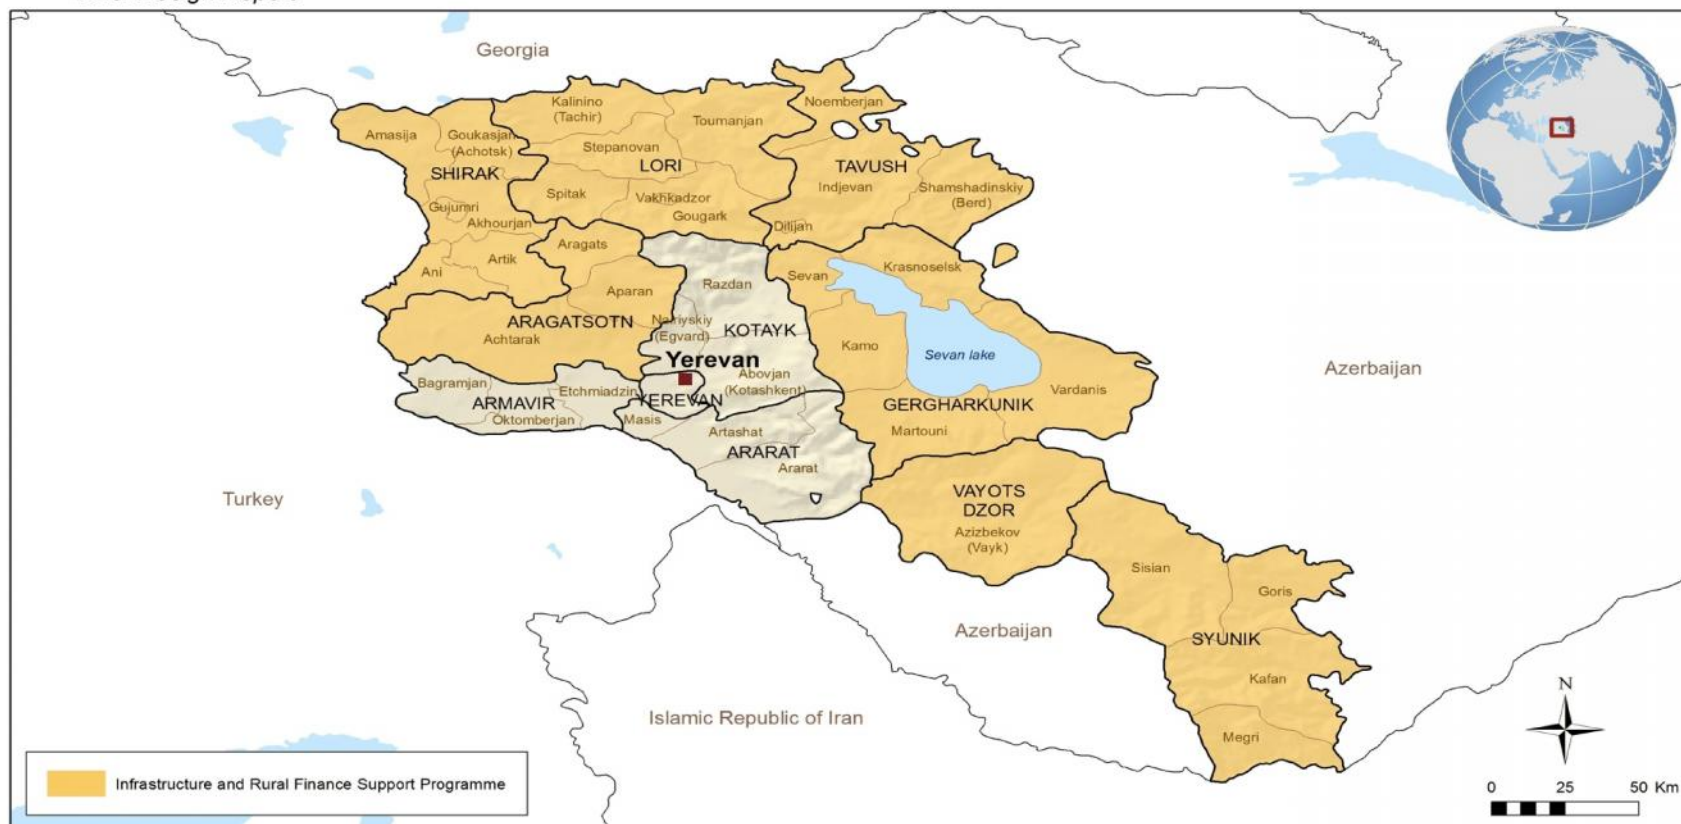 Georgia
Kalinino
(Tachir)
Noemberjan
Toumanjan
Amasija
Goukasjan
(Achotsk)
Stepanovan
LORI
TAVUSH
SHIRAK
Indjevan
Shamshadinskiy
(Berd)
Spitak
Vakhkadzor
Gougark
Gujumri
Akhourjan
Dilijan
Aragats
Artik
Ani
Sevan
Krasnoselsk
Razdan
Aparan
ARAGATSOTN
Achtarak
Nairiyskiy
(Egvard)
KOTAYK
Kamo
Sevan lake
Yerevan
Azerbaijan
Abovjan
(Kotashkent)
Bagramjan
Etchmiadzin
ARMAVIR
Oktomberjan
YEREVAN
Vardanis
GERGHARKUNIK
Masis
Artashat
Martouni
ARARAT
Ararat
Turkey
VAYOTS
DZOR
Azizbekov
(Vayk)
Sisian
Goris
Azerbaijan
SYUNIK
Kafan
Islamic Republic of Iran
Megri
N
Infrastructure and Rural Finance Support Programme
0 25 50 Km